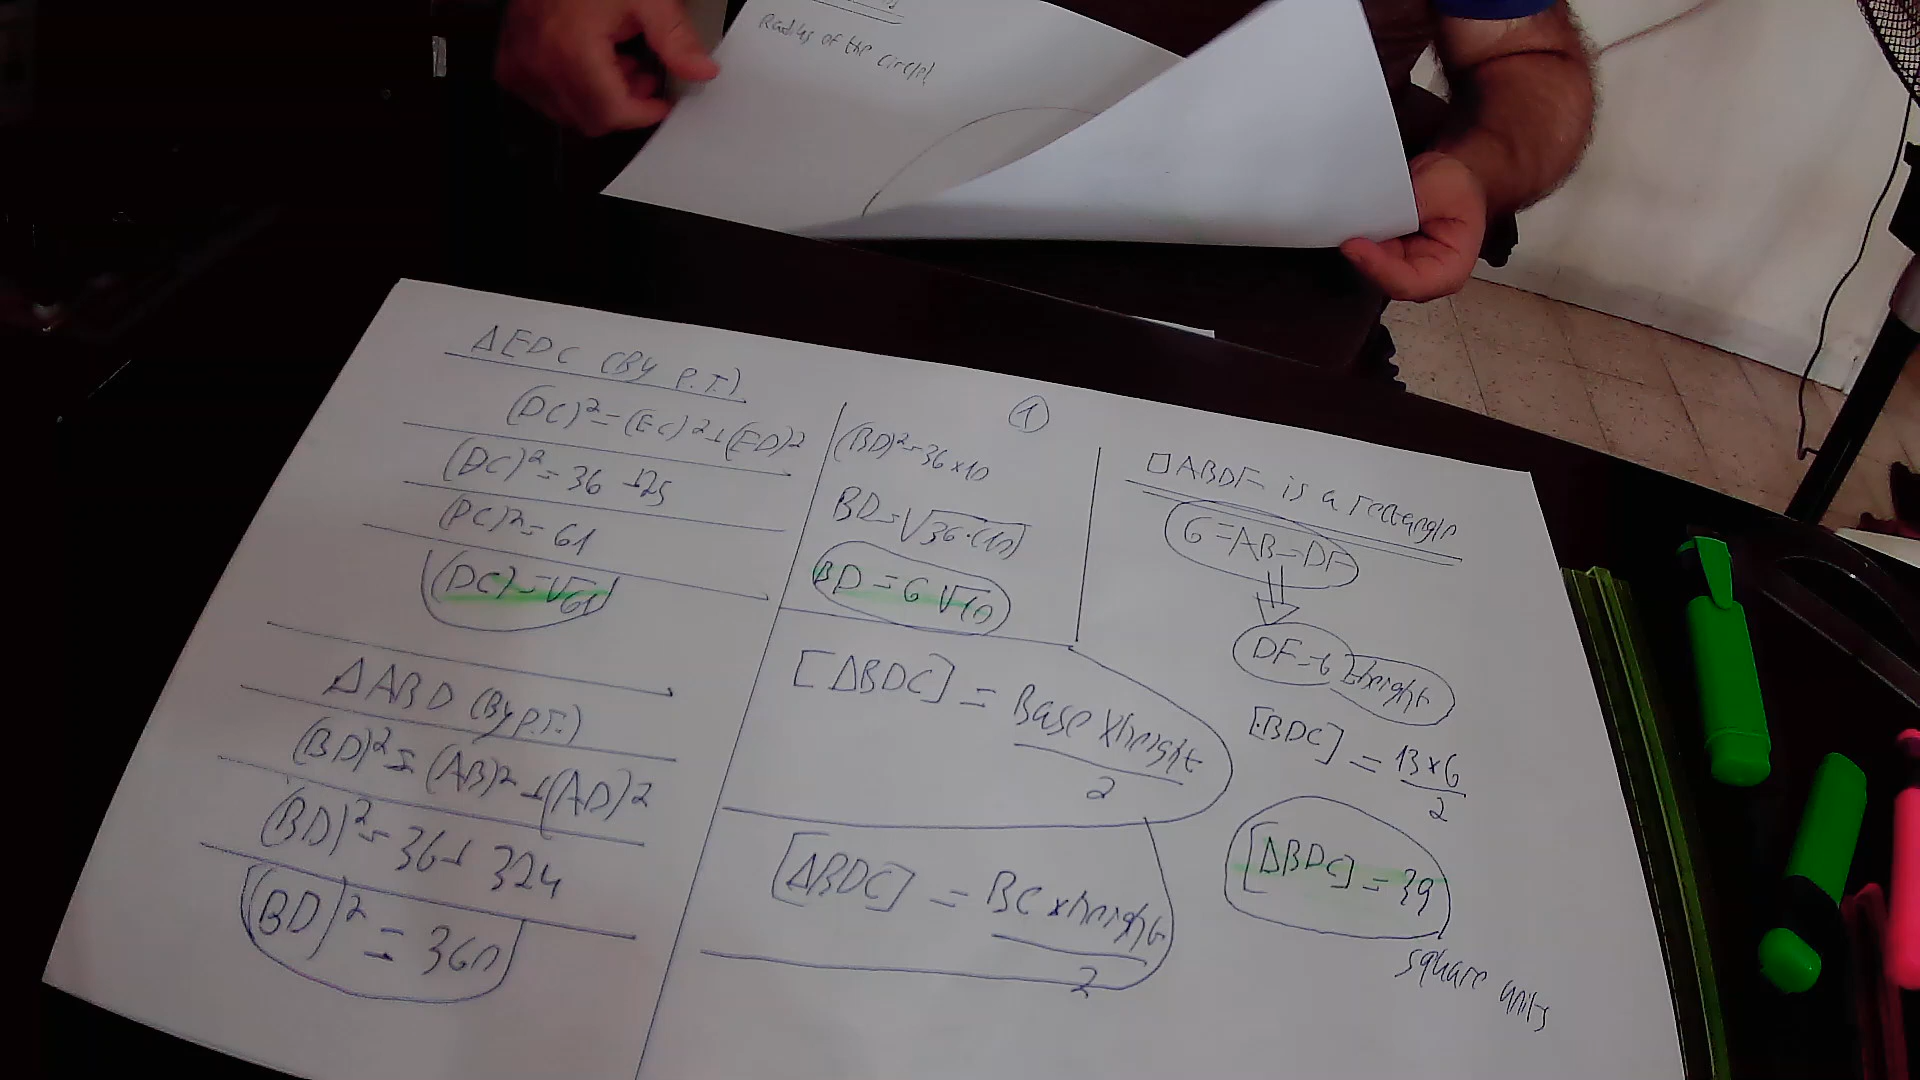 Radius of the circle
① 
ΔEDC (By P.T.)
(DC)² = (EC)² + (ED)²
(DC)² = 36 + 25
(DC)² = 61
(DC) = √61
ΔABD (By P.T.)
(BD)² = (AB)² + (AD)²
(BD)² = 36 + 324
(BD)² = 360
(BD)² = 36 × 10
BD = √36·(10)
BD = 6√10
[ΔBDC] = Base × height / 2
[ΔBDC] = BC × height / 2
□ABDF is a rectangle
6 = AB = DF
⇓
DF = 6 height
[BDC] = 13 × 6 / 2
[ΔBDC] = 39
square units